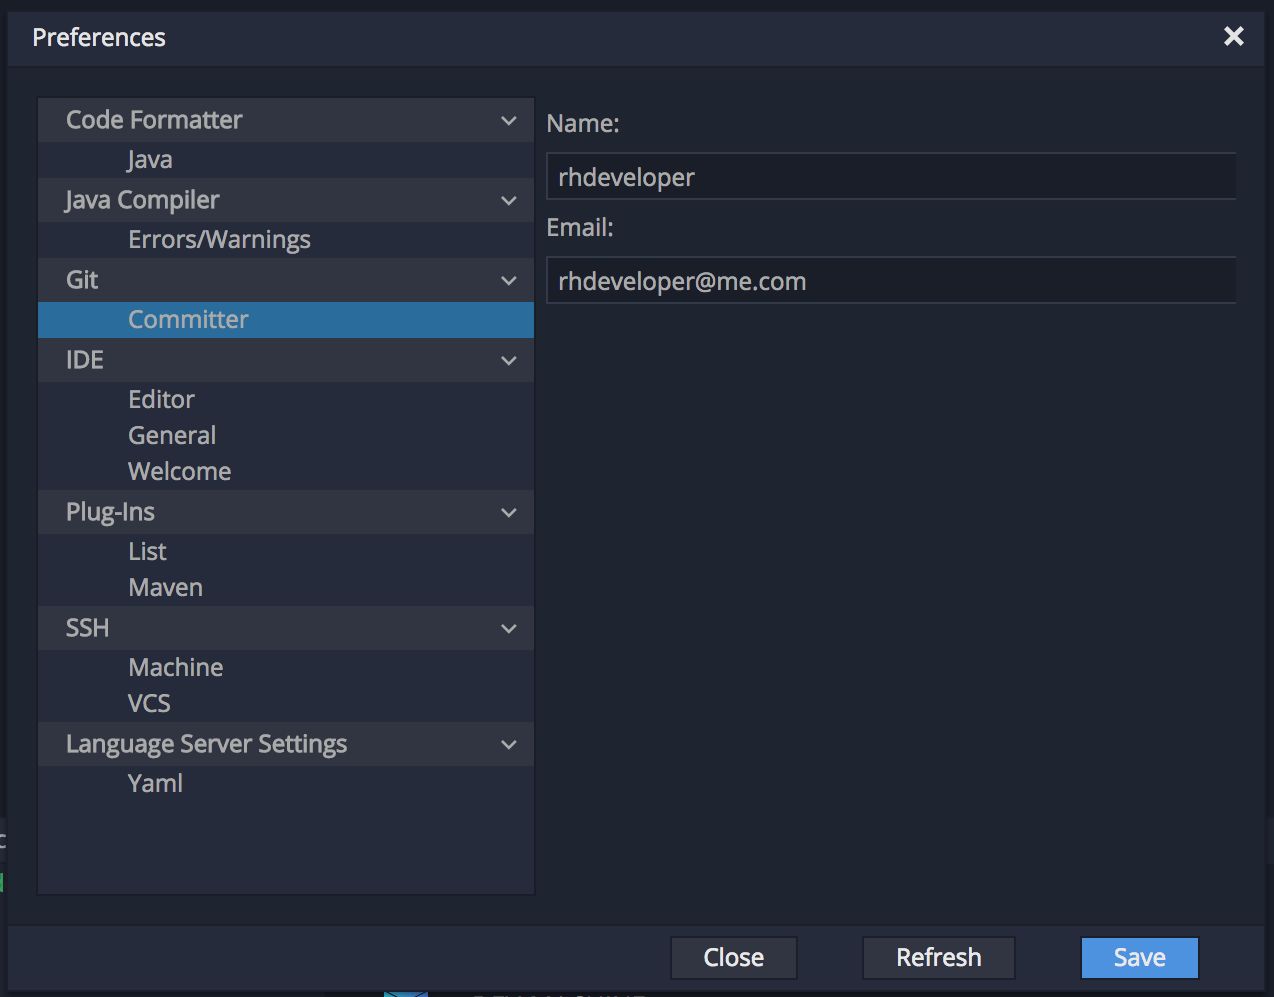 Preferences
Code Formatter
Java
Java Compiler
Errors/Warnings
Git
Committer
IDE
Editor
General
Welcome
Plug-Ins
List
Maven
SSH
Machine
VCS
Language Server Settings
Yaml
Name:
rhdeveloper
Email:
rhdeveloper@me.com
Close
Refresh
Save